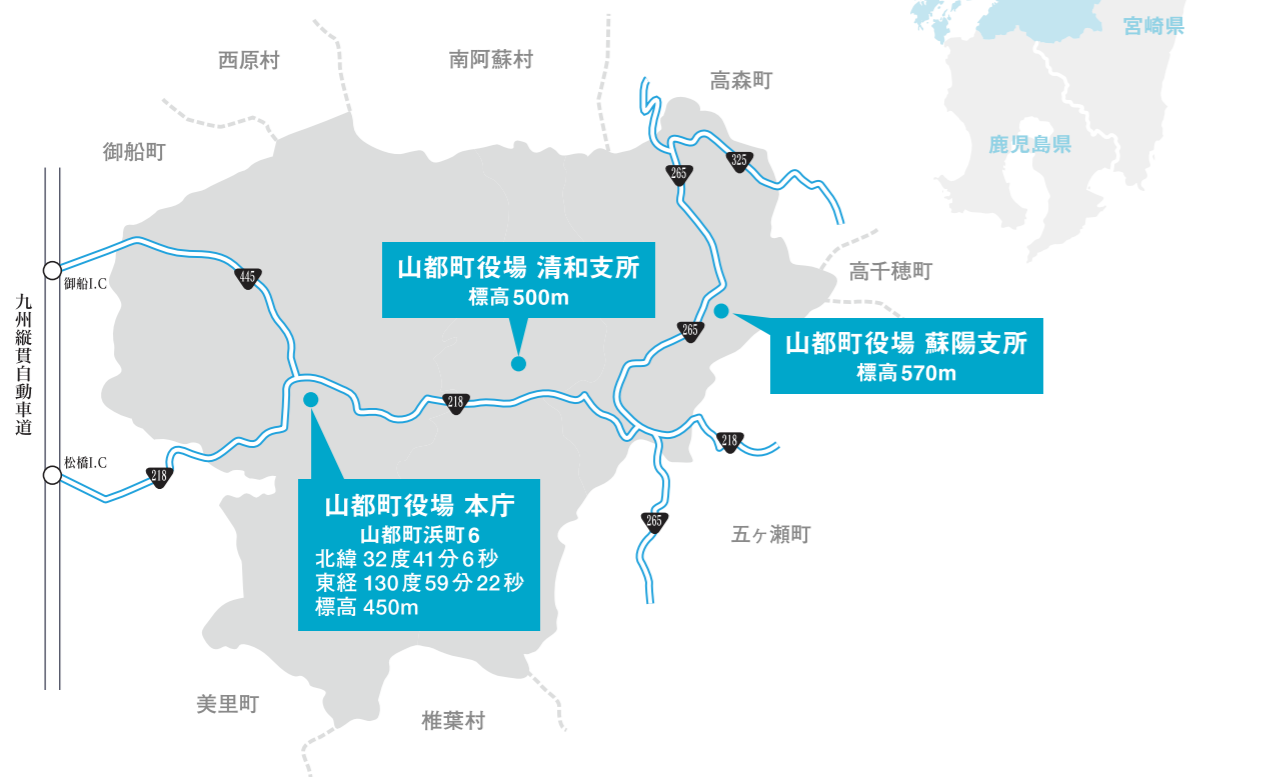 宮崎県
鹿児島県
西原村
南阿蘇村
高森町
御船町
325
265
445
御船I.C
九州縦貫自動車道
山都町役場 清和支所
標高500m
高千穂町
265
山都町役場 蘇陽支所
標高570m
218
218
松橋I.C
218
山都町役場 本庁
山都町浜町6
北緯 32度41分6秒
東経 130度59分22秒
標高 450m
265
五ヶ瀬町
美里町
椎葉村